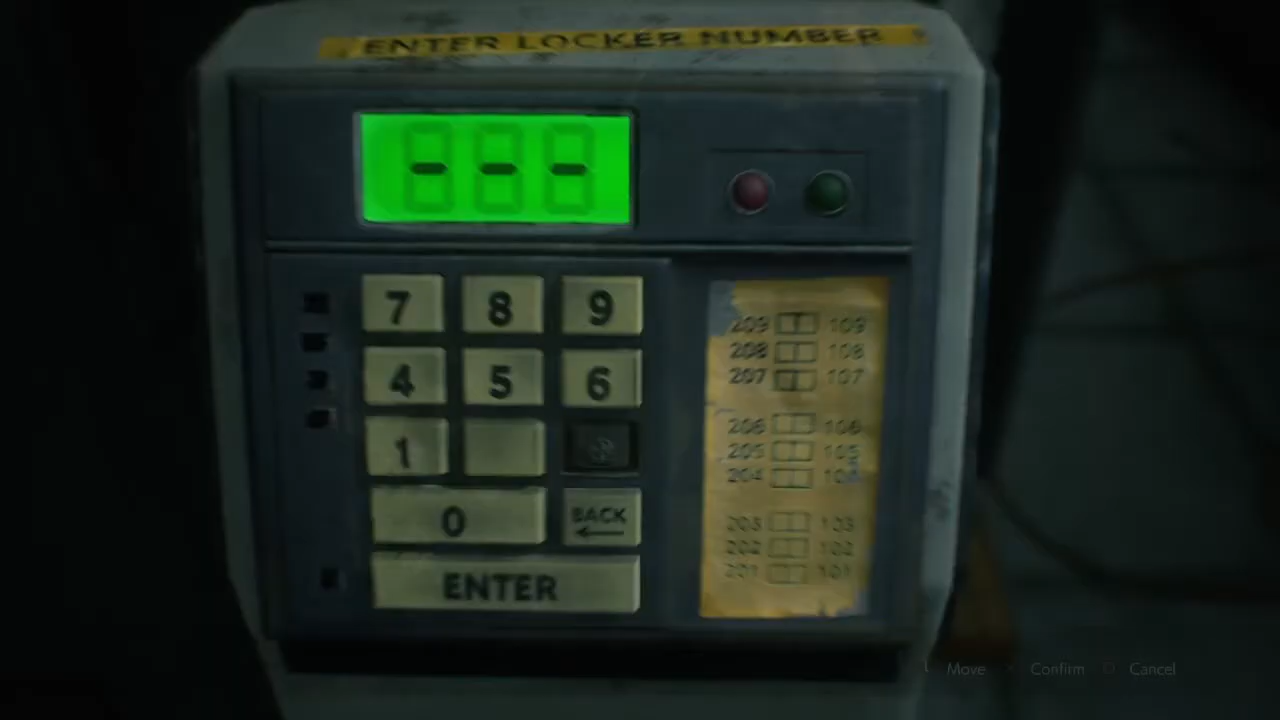 ENTER LOCKER NUMBER
---
7 8 9
4 5 6
1
0 BACK
ENTER
209 109
208 108
207 107
206 106
205 105
204 104
203 103
202 102
201 101
Move Confirm Cancel